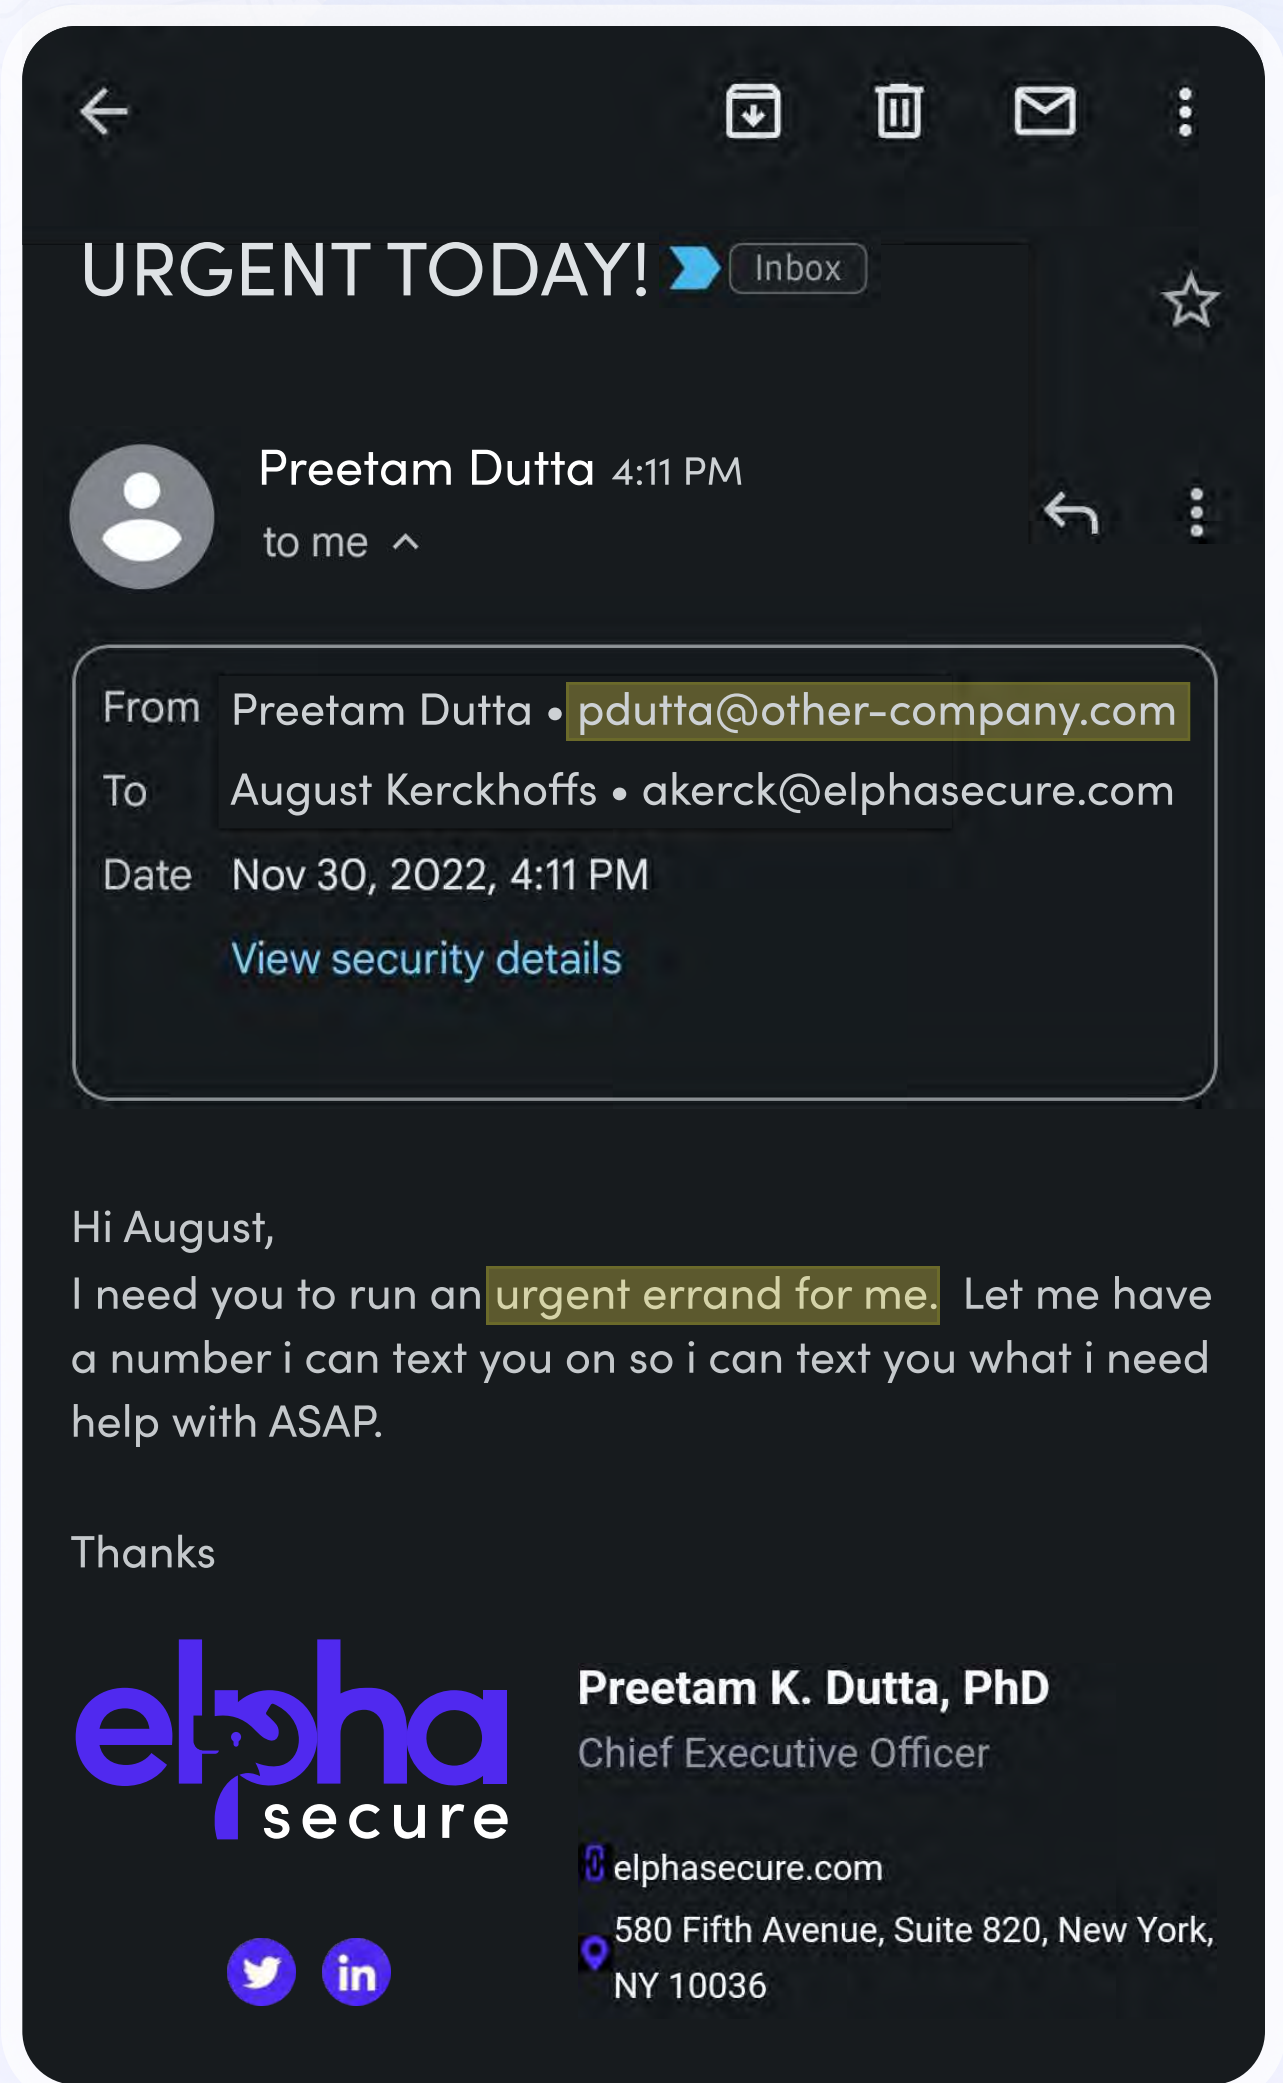 URGENT TODAY! Inbox
Preetam Dutta 4:11 PM
to me
From Preetam Dutta • pdutta@other-company.com
To August Kerckhoffs • akerck@elphasecure.com
Date Nov 30, 2022, 4:11 PM
View security details
Hi August,
I need you to run an urgent errand for me. Let me have
a number i can text you on so i can text you what i need
help with ASAP.
Thanks
elpha
secure
Preetam K. Dutta, PhD
Chief Executive Officer
elphasecure.com
580 Fifth Avenue, Suite 820, New York,
NY 10036
in